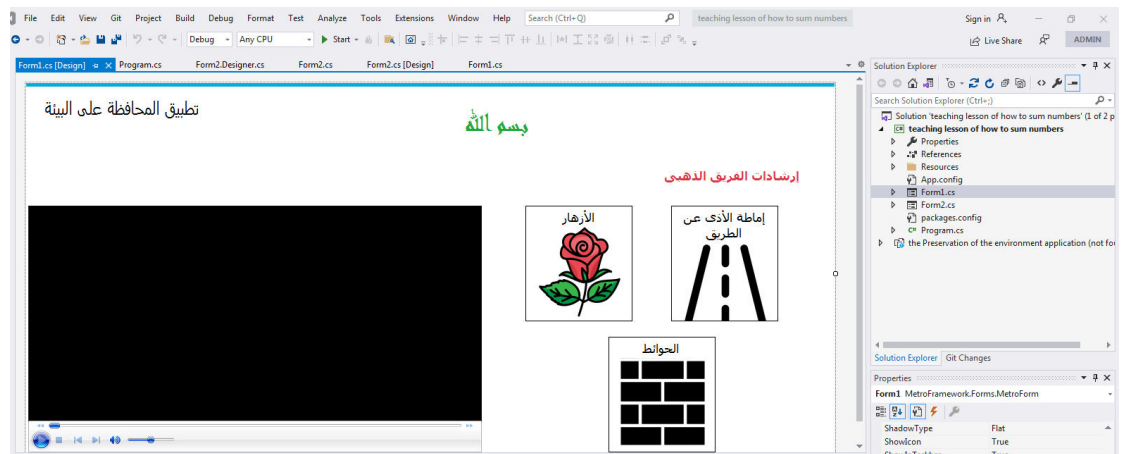 File Edit View Git Project Build Debug Format Test Analyze Tools Extensions Window Help Search (Ctrl+Q) teaching lesson of how to sum numbers Sign in
Debug Any CPU Start Live Share ADMIN
Form1.cs [Design] Program.cs Form2.Designer.cs Form2.cs Form2.cs [Design] Form1.cs
تطبيق المحافظة على البيئة
بسم الله
إرشادات الفريق الذهبى
الأزهار
إماطة الأذى عن
الطريق
الحوائط
Solution Explorer
Search Solution Explorer (Ctrl+;)
Solution 'teaching lesson of how to sum numbers' (1 of 2 p
teaching lesson of how to sum numbers
Properties
References
Resources
App.config
Form1.cs
Form2.cs
packages.config
Program.cs
the Preservation of the environment application (not fo
Solution Explorer Git Changes
Properties
Form1 MetroFramework.Forms.MetroForm
ShadowType Flat
ShowIcon True